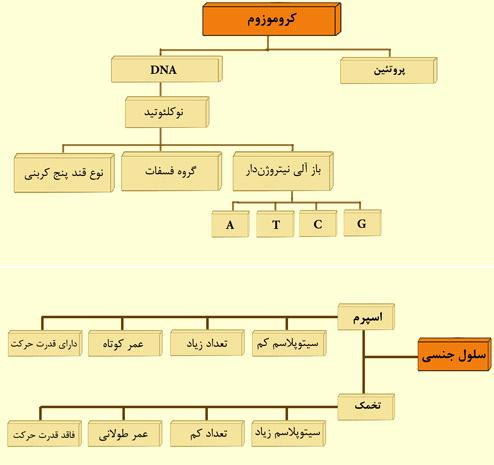 کروموزوم
پروتئین
DNA
نوکلئوتید
باز آلی نیتروژن‌دار
گروه فسفات
نوع قند پنج کربنی
A
T
C
G
سلول جنسی
اسپرم
سیتوپلاسم کم
تعداد زیاد
عمر کوتاه
دارای قدرت حرکت
تخمک
سیتوپلاسم زیاد
تعداد کم
عمر طولانی
فاقد قدرت حرکت